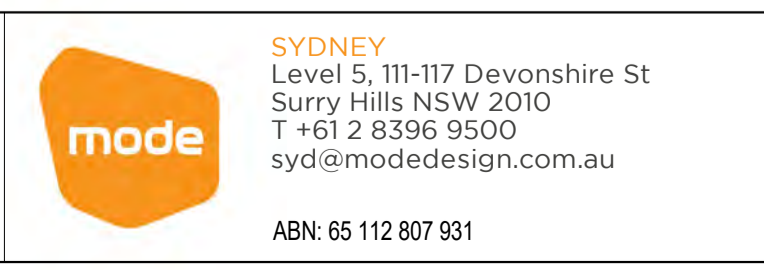 mode
SYDNEY
Level 5, 111-117 Devonshire St
Surry Hills NSW 2010
T +61 2 8396 9500
syd@modedesign.com.au
ABN: 65 112 807 931